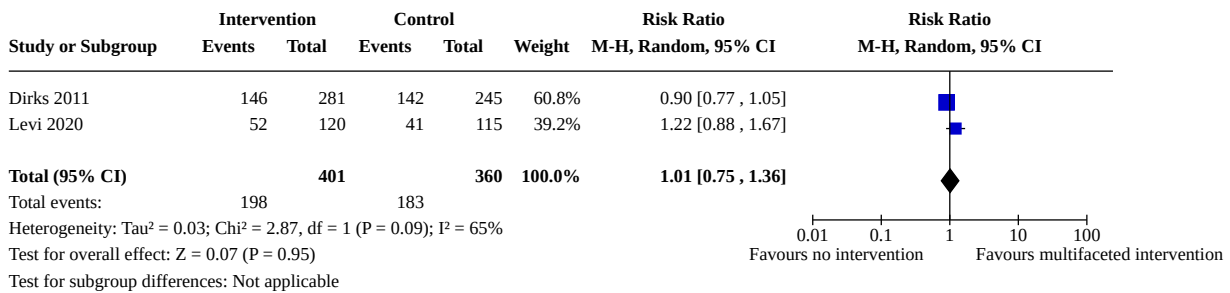 Intervention Control Risk Ratio Risk Ratio
Study or Subgroup Events Total Events Total Weight M-H, Random, 95% CI M-H, Random, 95% CI
Dirks 2011 146 281 142 245 60.8% 0.90 [0.77 , 1.05]
Levi 2020 52 120 41 115 39.2% 1.22 [0.88 , 1.67]
Total (95% CI) 401 360 100.0% 1.01 [0.75 , 1.36]
Total events: 198 183
Heterogeneity: Tau² = 0.03; Chi² = 2.87, df = 1 (P = 0.09); I² = 65%
0.01 0.1 1 10 100
Test for overall effect: Z = 0.07 (P = 0.95) Favours no intervention Favours multifaceted intervention
Test for subgroup differences: Not applicable